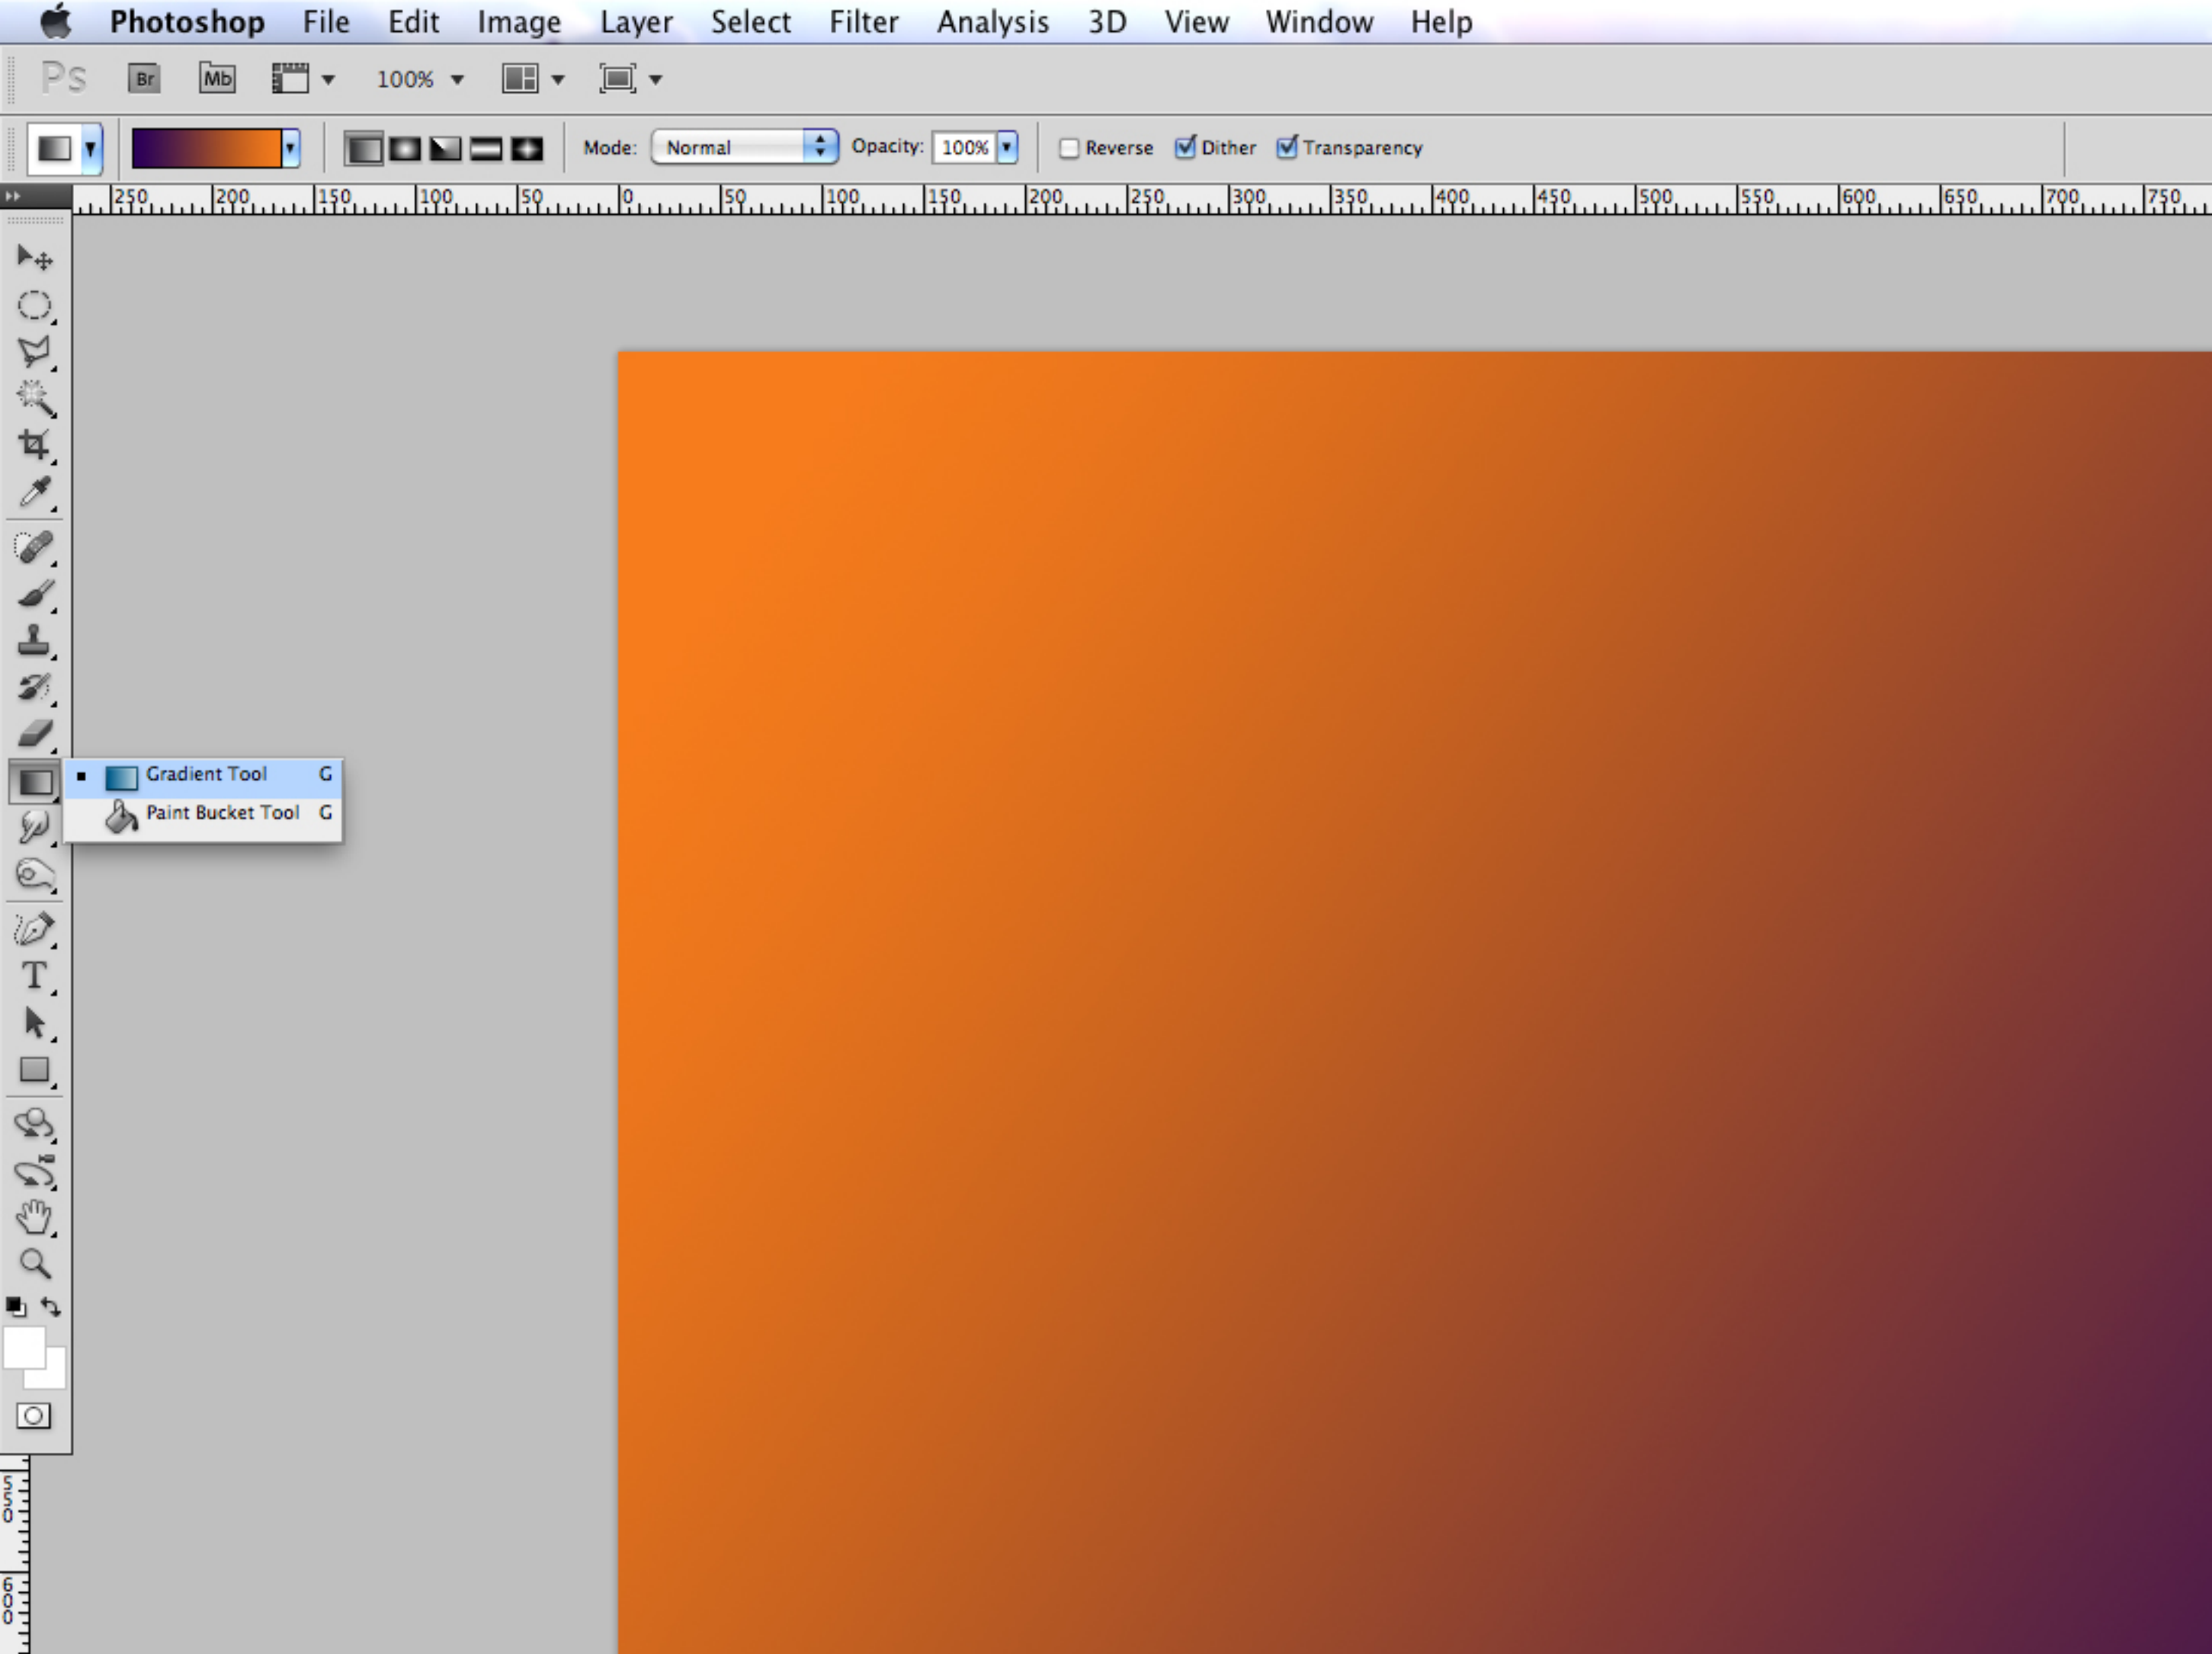 Photoshop File Edit Image Layer Select Filter Analysis 3D View Window Help
Ps Br Mb 100%
Mode: Normal Opacity: 100% Reverse Dither Transparency
250 200 150 100 50 0 50 100 150 200 250 300 350 400 450 500 550 600 650 700 750
Gradient Tool G
Paint Bucket Tool G
T
550
600